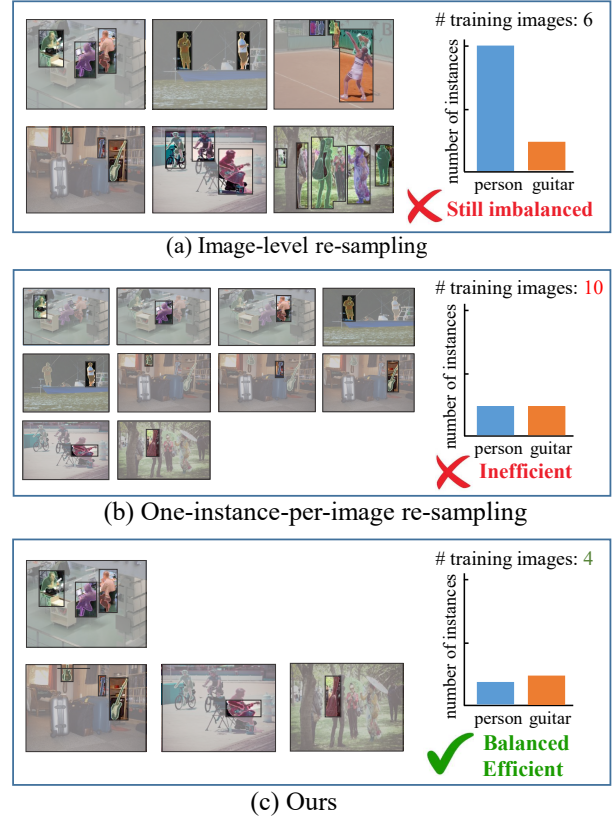 # training images: 6
number of instances
person guitar
Still imbalanced
(a) Image-level re-sampling
# training images: 10
number of instances
person guitar
Inefficient
(b) One-instance-per-image re-sampling
# training images: 4
number of instances
person guitar
Balanced
Efficient
(c) Ours